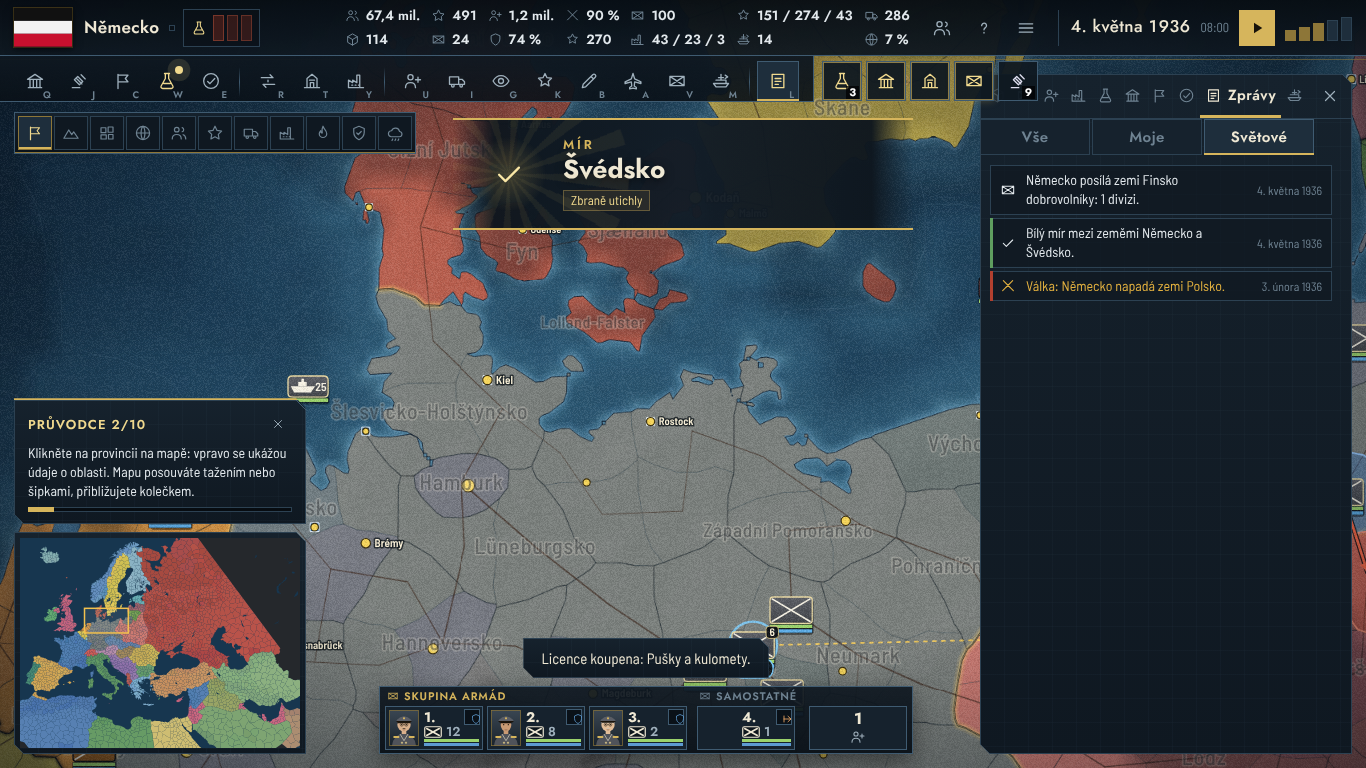 Německo
67,4 mil.
491
1,2 mil.
90 %
100
151 / 274 / 43
286
114
24
74 %
270
43 / 23 / 3
14
7 %
?
4. května 1936
08:00
Q
J
C
W
E
R
T
Y
U
I
G
K
B
A
V
M
L
3
9
Zprávy
Vše
Moje
Světové
Německo posílá zemi Finsko
dobrovolníky: 1 divizi.
4. května 1936
Bílý mír mezi zeměmi Německo a
Švédsko.
4. května 1936
Válka: Německo napadá zemi Polsko.
3. února 1936
MÍR
Švédsko
Zbraně utichly
Skåne
Odense
Fyn
Sjælland
Lolland-Falster
25
Kiel
Šlesvicko-Holštýnsko
Rostock
Hamburk
Západní Pomořansko
Brémy
Lüneburgsko
Hannoversko
Neumark
6
PRŮVODCE 2/10
Klikněte na provincii na mapě: vpravo se ukážou
údaje o oblasti. Mapu posouváte tažením nebo
šipkami, přibližujete kolečkem.
Licence koupena: Pušky a kulomety.
SKUPINA ARMÁD
SAMOSTATNÉ
1.
12
2.
8
3.
2
4.
1
1